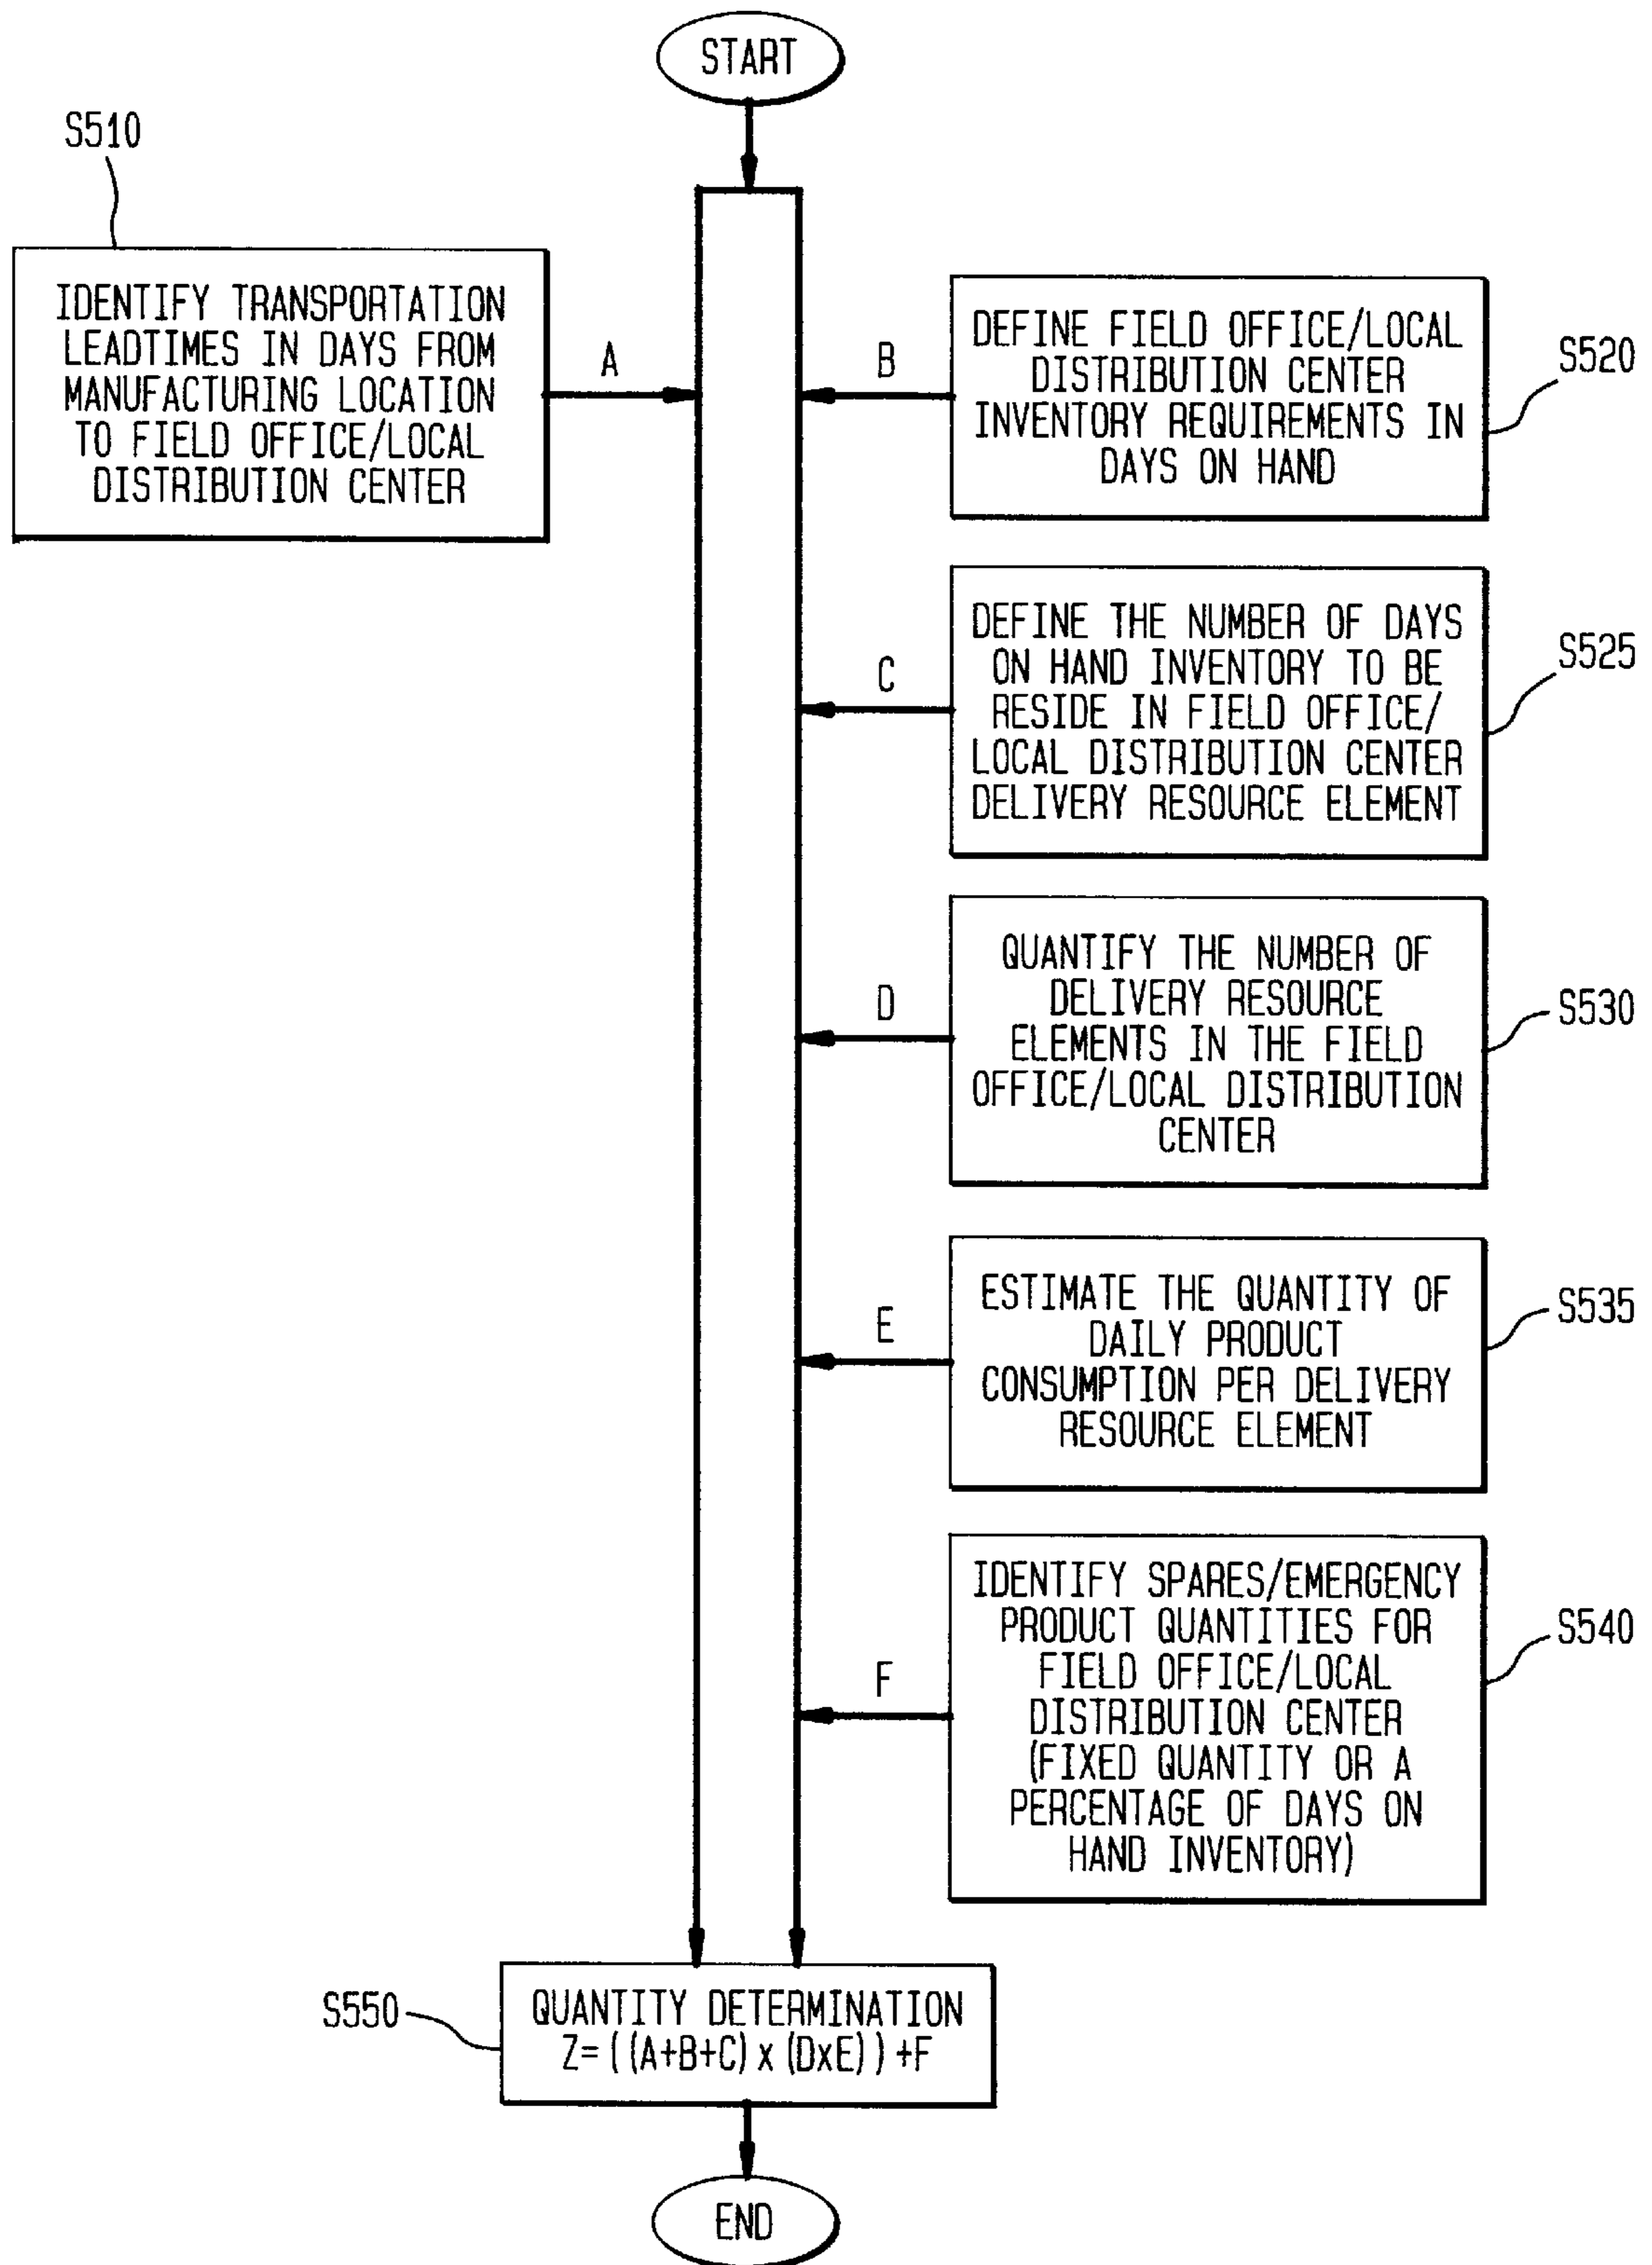 START
S510
IDENTIFY TRANSPORTATION
LEADTIMES IN DAYS FROM
MANUFACTURING LOCATION
TO FIELD OFFICE/LOCAL
DISTRIBUTION CENTER
A
B
DEFINE FIELD OFFICE/LOCAL
DISTRIBUTION CENTER
INVENTORY REQUIREMENTS IN
DAYS ON HAND
S520
C
DEFINE THE NUMBER OF DAYS
ON HAND INVENTORY TO BE
RESIDE IN FIELD OFFICE/
LOCAL DISTRIBUTION CENTER
DELIVERY RESOURCE ELEMENT
S525
D
QUANTIFY THE NUMBER OF
DELIVERY RESOURCE
ELEMENTS IN THE FIELD
OFFICE/LOCAL DISTRIBUTION
CENTER
S530
E
ESTIMATE THE QUANTITY OF
DAILY PRODUCT
CONSUMPTION PER DELIVERY
RESOURCE ELEMENT
S535
F
IDENTIFY SPARES/EMERGENCY
PRODUCT QUANTITIES FOR
FIELD OFFICE/LOCAL
DISTRIBUTION CENTER
(FIXED QUANTITY OR A
PERCENTAGE OF DAYS ON
HAND INVENTORY)
S540
S550
QUANTITY DETERMINATION
Z=((A+B+C)x(DxE))+F
END